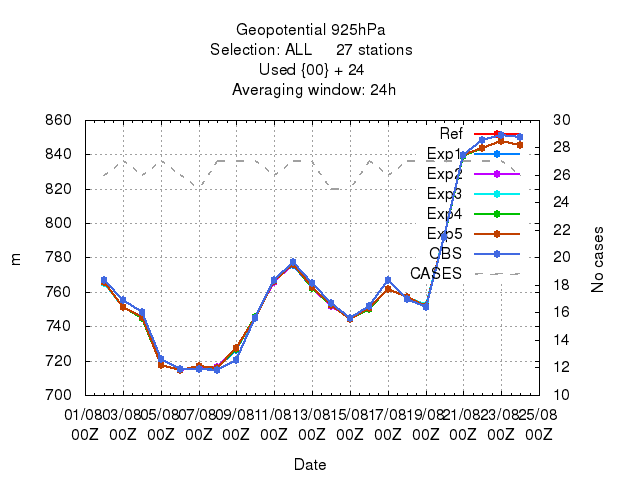 Geopotential 925hPa
Selection: ALL 27 stations
Used {00} + 24
Averaging window: 24h
860 30
840 28
820 26
800 24
780 22
760 20
740 18
720 16
700 14
12
10
Ref
Exp1
Exp2
Exp3
Exp4
Exp5
OBS
CASES
m
No cases
01/08 03/08 05/08 07/08 09/08 11/08 13/08 15/08 17/08 19/08 21/08 23/08 25/08
00Z 00Z 00Z 00Z 00Z 00Z 00Z 00Z 00Z 00Z 00Z 00Z 00Z
Date